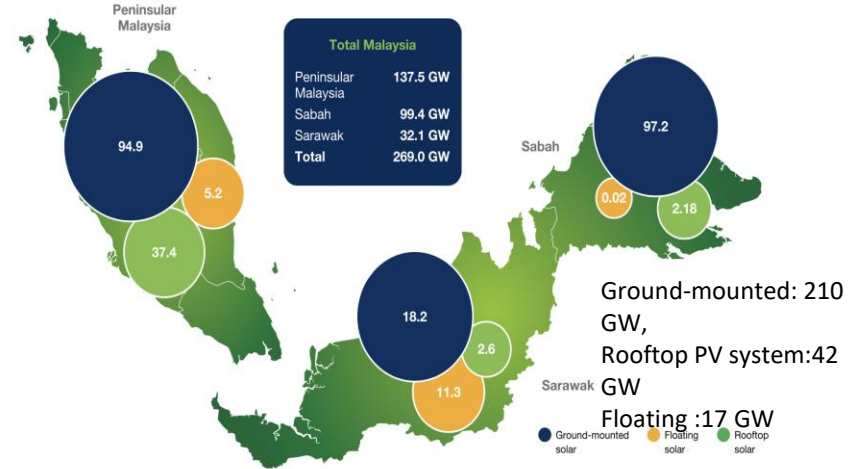 Peninsular
Malaysia
Total Malaysia
Peninsular 137.5 GW
Malaysia
Sabah 99.4 GW
Sarawak 32.1 GW
Total 269.0 GW
94.9
5.2
37.4
Sabah
97.2
0.02
2.18
18.2
2.6
11.3
Sarawak
Ground-mounted: 210
GW,
Rooftop PV system:42
GW
Floating :17 GW
Ground-mounted
solar
Floating
solar
Rooftop
solar